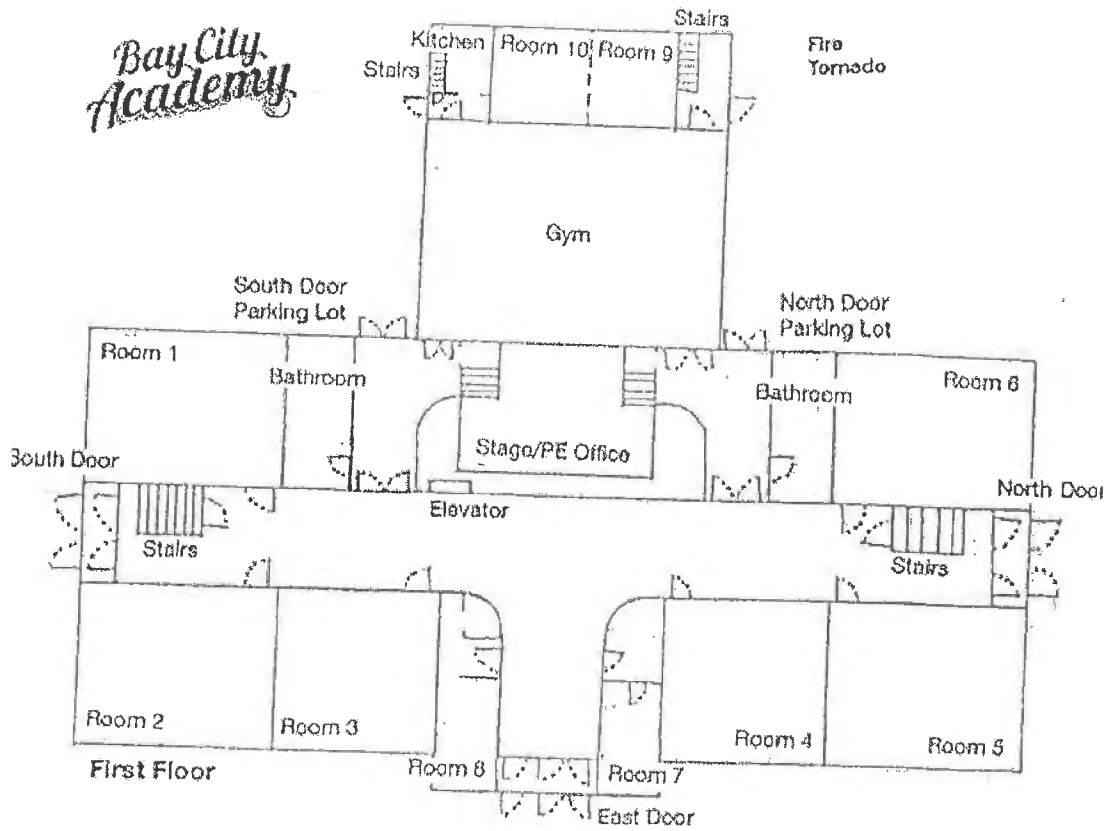 Bay City
Academy
Stairs
Kitchen
Room 10
Room 9
Stairs
Fire
Tornado
Gym
South Door
Parking Lot
North Door
Parking Lot
Room 1
Bathroom
Bathroom
Room 6
Stage/PE Office
South Door
North Door
Elevator
Stairs
Stairs
Room 2
Room 3
Room 4
Room 5
First Floor
Room 8
Room 7
East Door